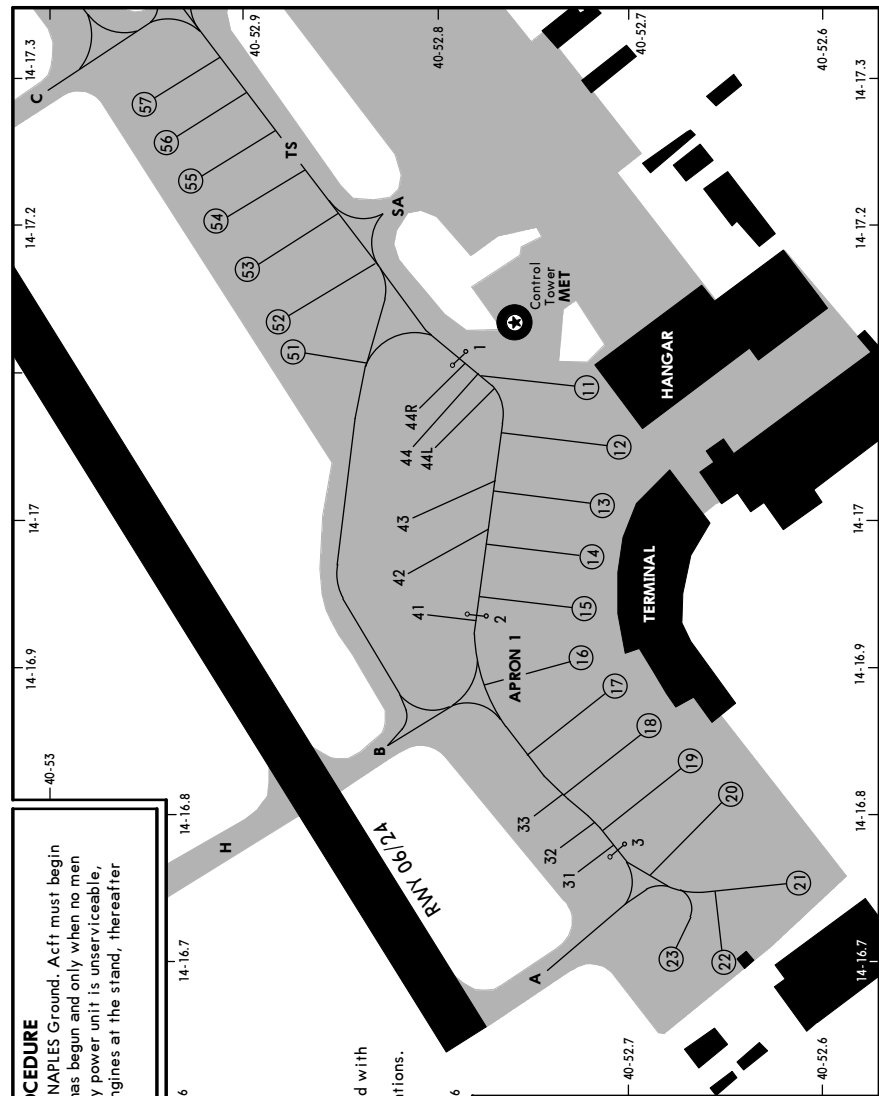 OCEDURE
NAPLES Ground. Acft must begin
has begun and only when no men
y power unit is unserviceable,
ngines at the stand, thereafter
d with
ations.
6
6
14-16.7
14-16.8
14-16.9
14-17
14-17.2
14-17.3
40-53
40-52.9
40-52.8
40-52.7
40-52.6
H
RWY 06/24
A
B
C
TS
SA
57
56
55
54
53
52
51
44R
44
44L
43
42
41
33
32
31
1
2
3
APRON 1
11
12
13
14
15
16
17
18
19
20
21
22
23
Control
Tower
MET
HANGAR
TERMINAL
40-52.7
40-52.6
14-16.7
14-16.8
14-16.9
14-17
14-17.2
14-17.3